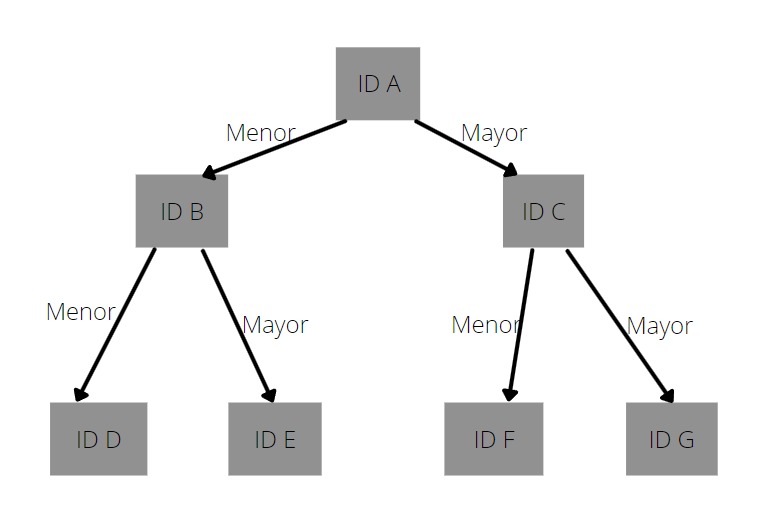 ID A
Menor
Mayor
ID B
ID C
Menor
Mayor
Menor
Mayor
ID D
ID E
ID F
ID G